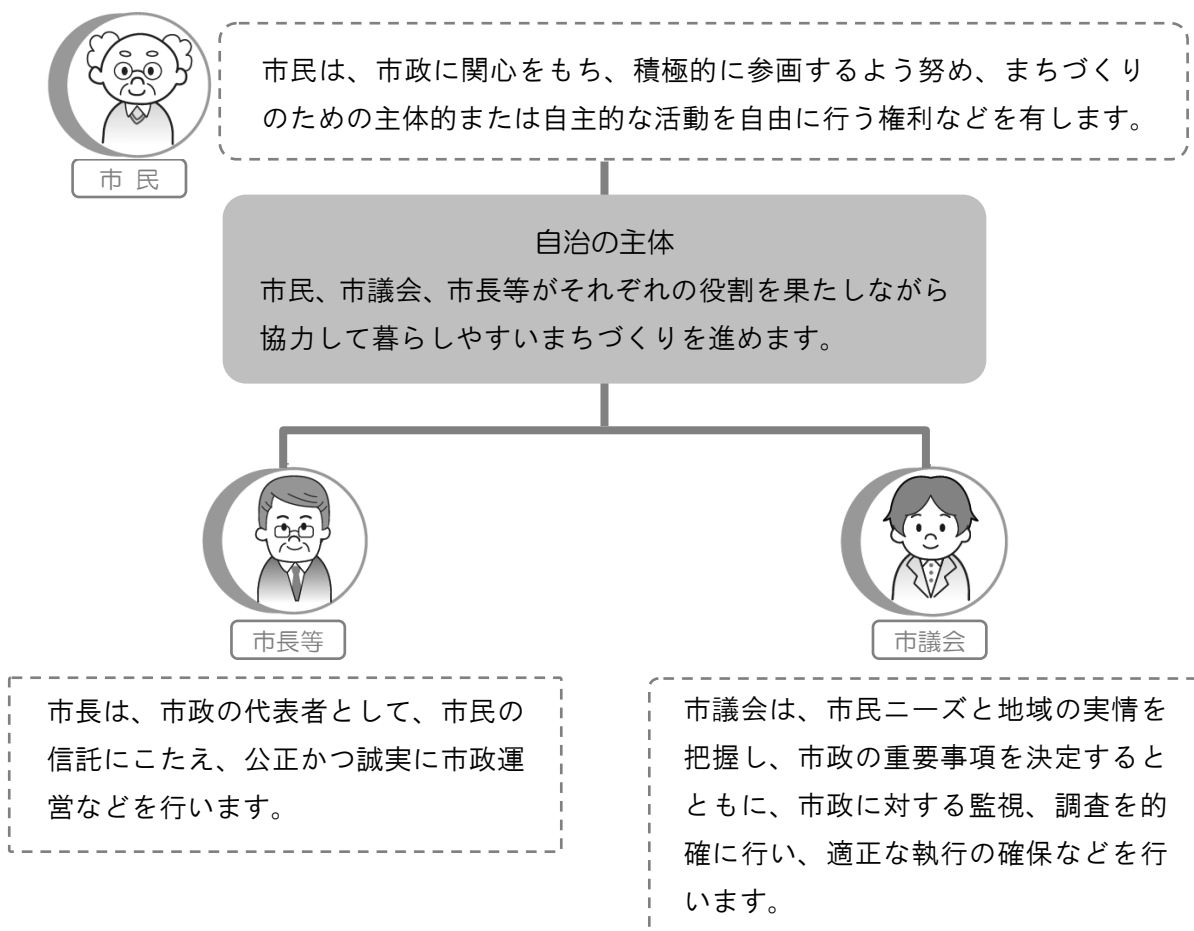 市民は、市政に関心をもち、積極的に参画するよう努め、まちづくり
のための主体的または自主的な活動を自由に行う権利などを有します。
市民
自治の主体
市民、市議会、市長等がそれぞれの役割を果たしながら
協力して暮らしやすいまちづくりを進めます。
市長等
市長は、市政の代表者として、市民の
信託にこたえ、公正かつ誠実に市政運
営などを行います。
市議会
市議会は、市民ニーズと地域の実情を
把握し、市政の重要事項を決定すると
ともに、市政に対する監視、調査を的
確に行い、適正な執行の確保などを行
います。